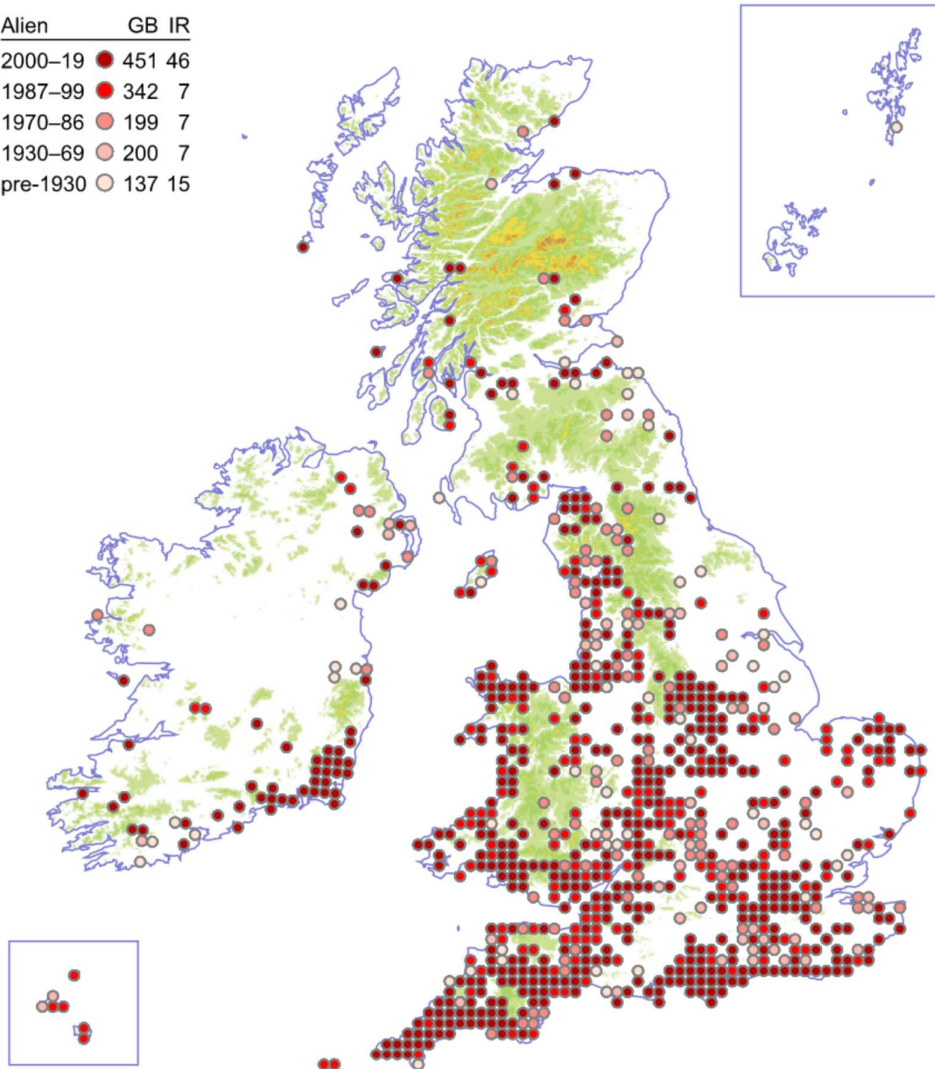 Alien GB IR
2000–19 451 46
1987–99 342 7
1970–86 199 7
1930–69 200 7
pre-1930 137 15